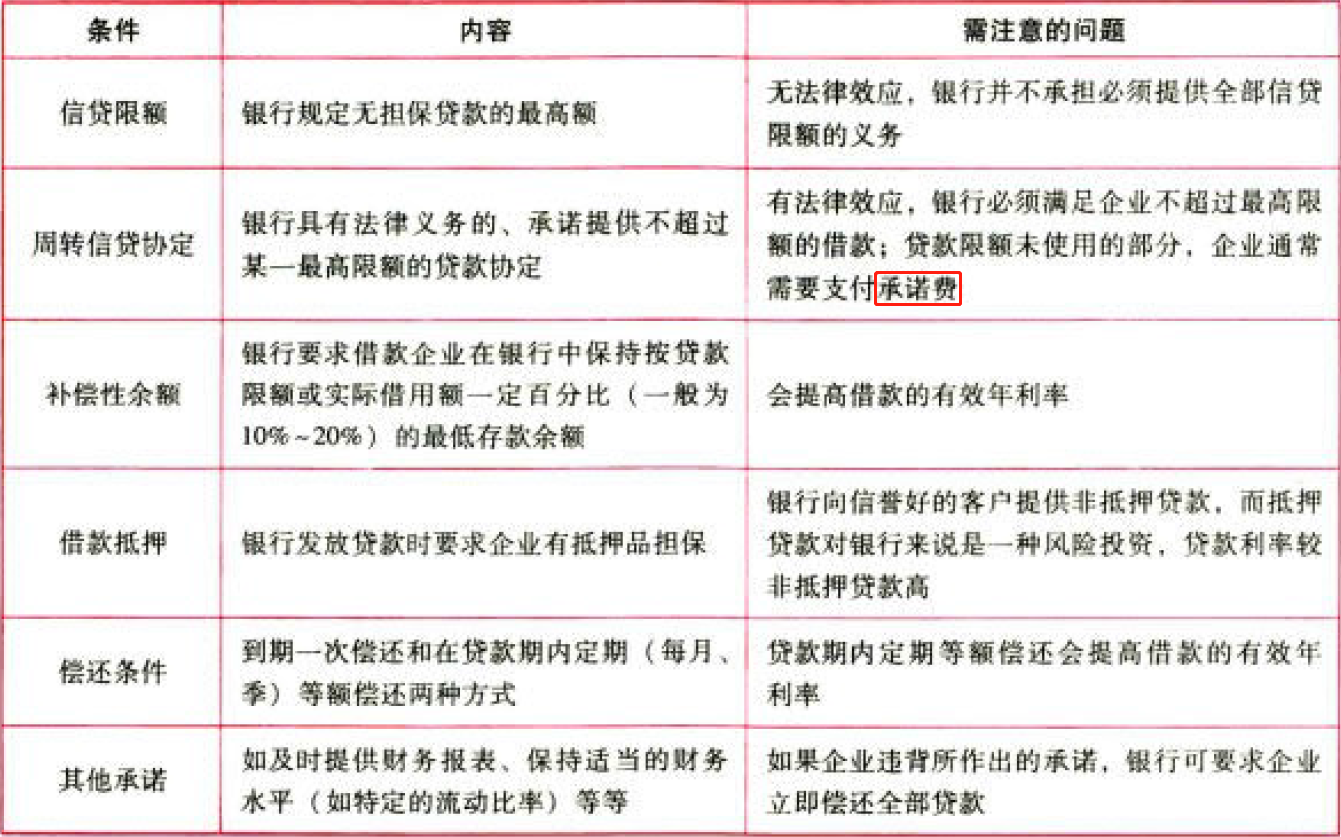 条件
内容
需注意的问题
信贷限额
银行规定无担保贷款的最高额
无法律效应，银行并不承担必须提供全部信贷
限额的义务
周转信贷协定
银行具有法律义务的、承诺提供不超过
某一最高限额的贷款协定
有法律效应，银行必须满足企业不超过最高限
额的借款；贷款限额未使用的部分，企业通常
需要支付承诺费
补偿性余额
银行要求借款企业在银行中保持按贷款
限额或实际借用额一定百分比（一般为
10%~20%）的最低存款余额
会提高借款的有效年利率
借款抵押
银行发放贷款时要求企业有抵押品担保
银行向信誉好的客户提供非抵押贷款，而抵押
贷款对银行来说是一种风险投资，贷款利率较
非抵押贷款高
偿还条件
到期一次偿还和在贷款期内定期（每月、
季）等额偿还两种方式
贷款期内定期等额偿还会提高借款的有效年
利率
其他承诺
如及时提供财务报表、保持适当的财务
水平（如特定的流动比率）等等
如果企业违背所作出的承诺，银行可要求企业
立即偿还全部贷款